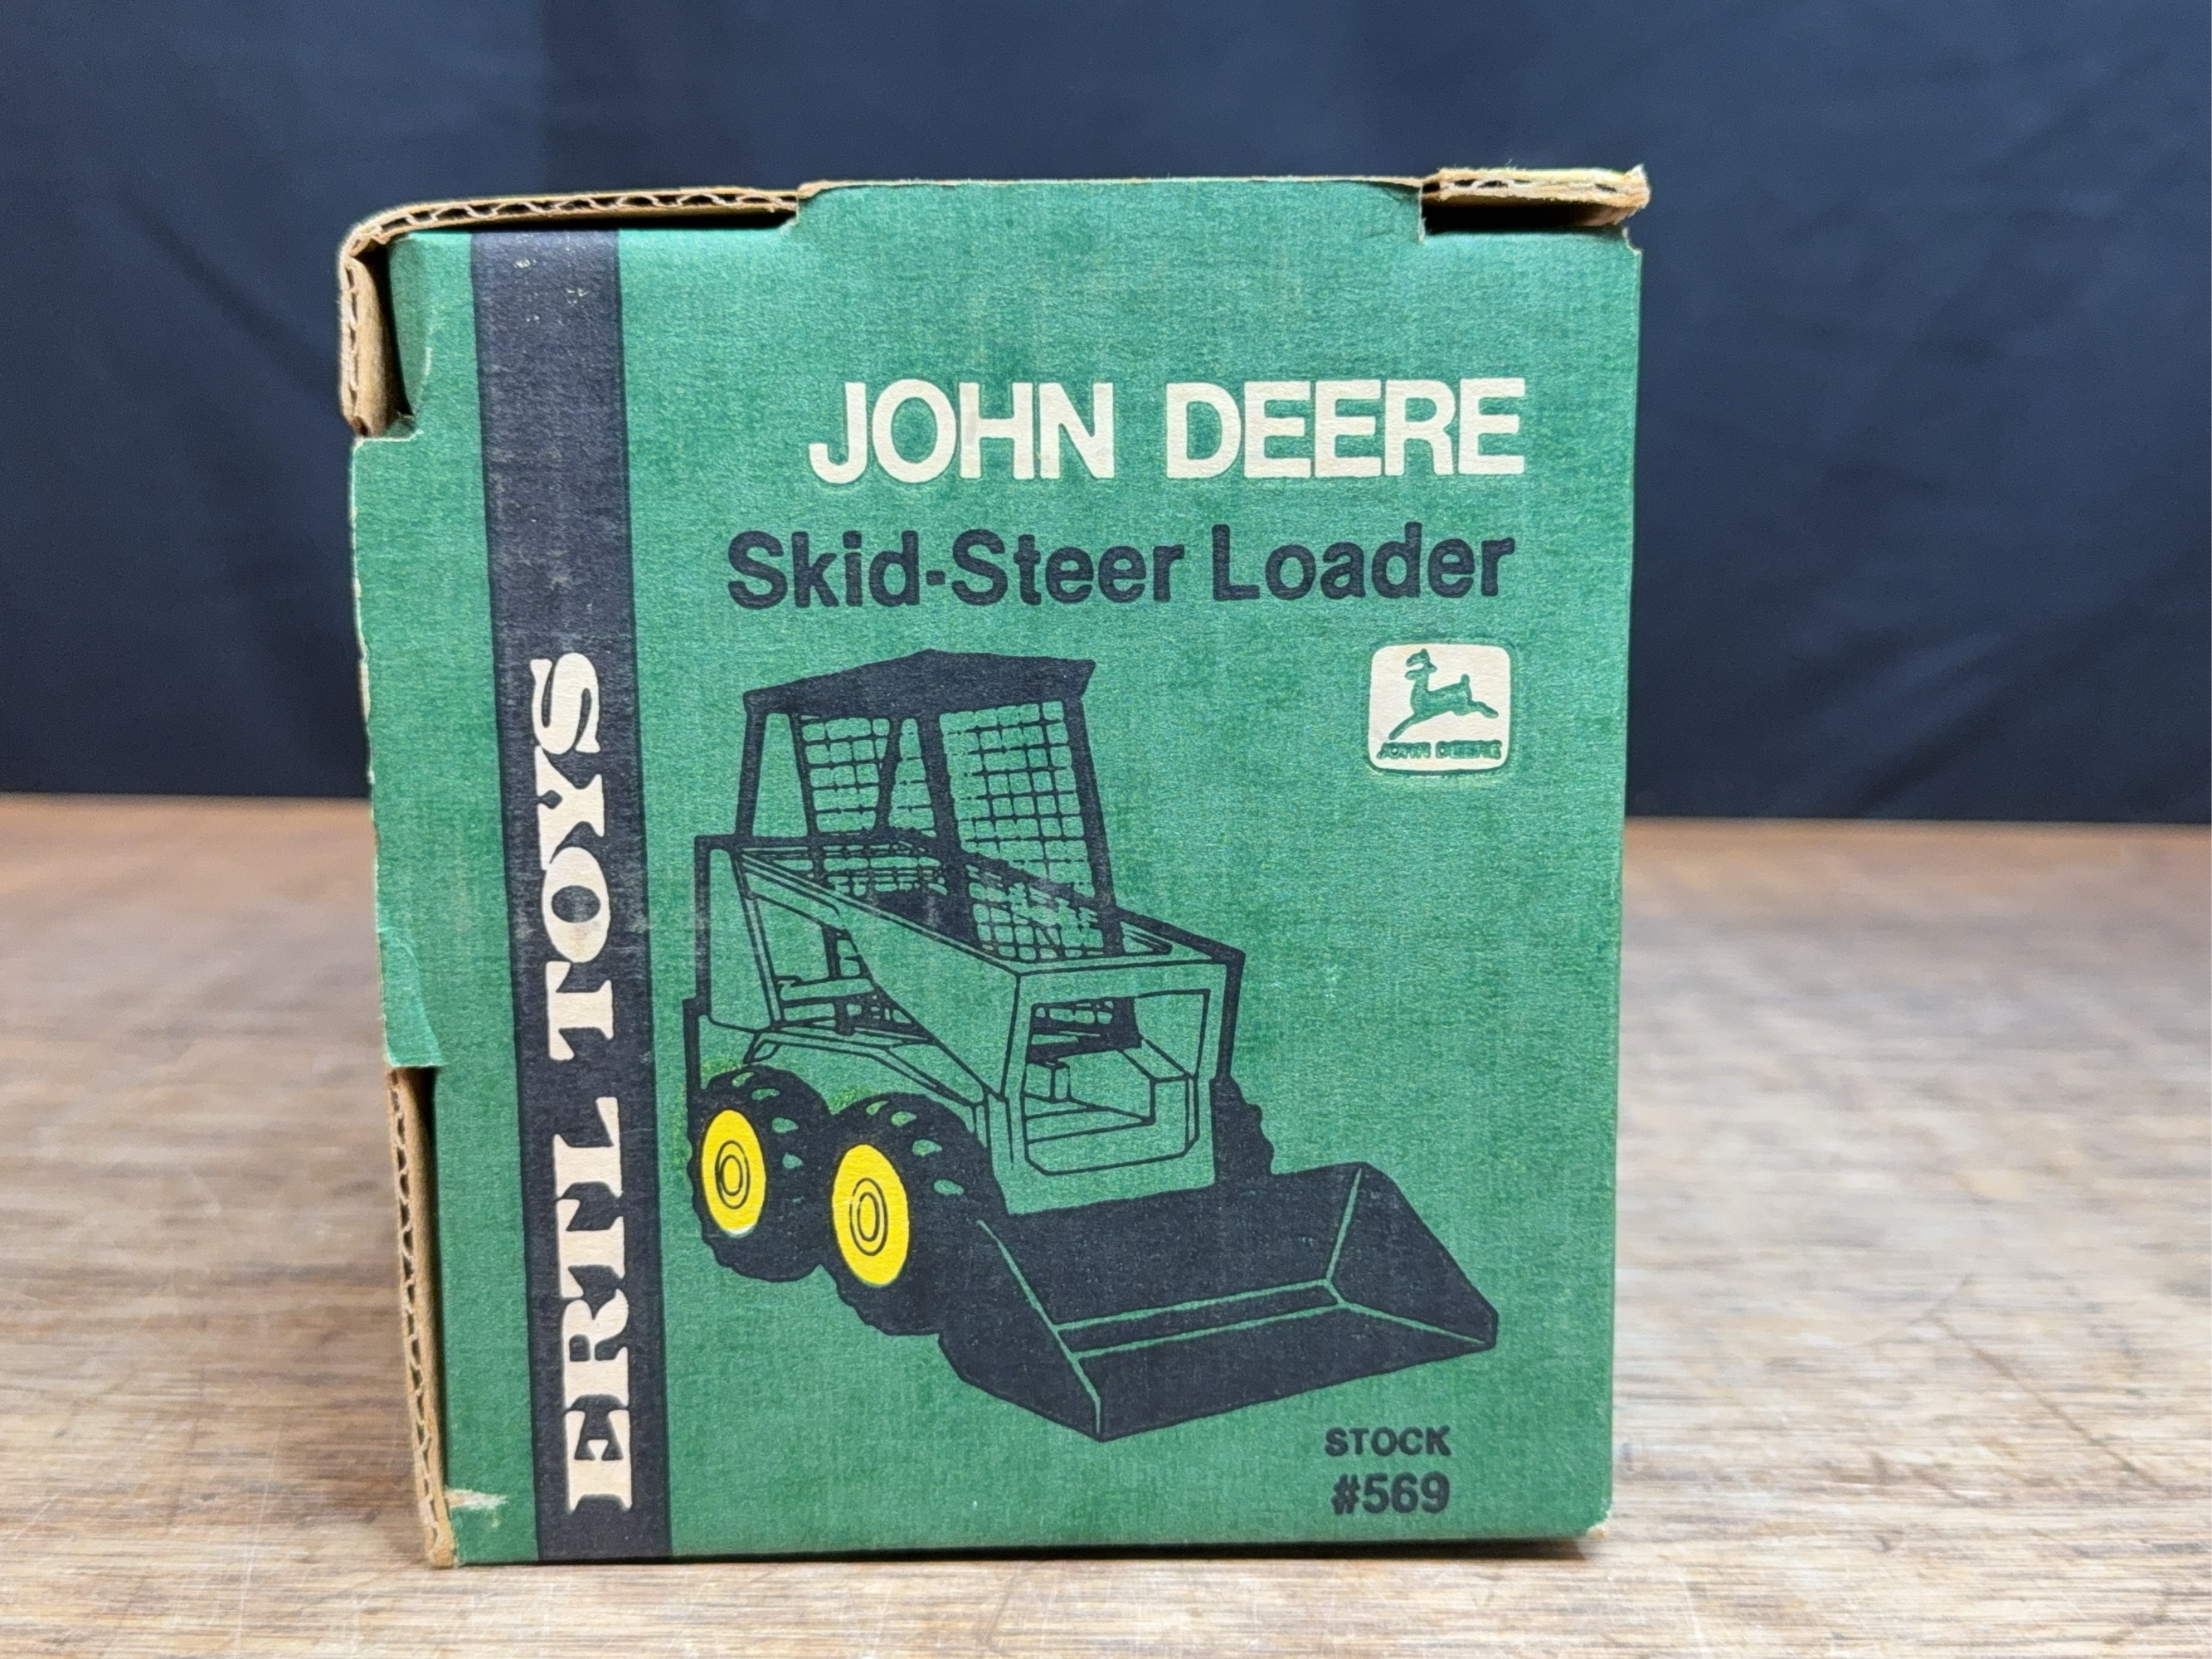 JOHN DEERE
Skid-Steer Loader
JOHN DEERE
ERTL TOYS
STOCK
#569